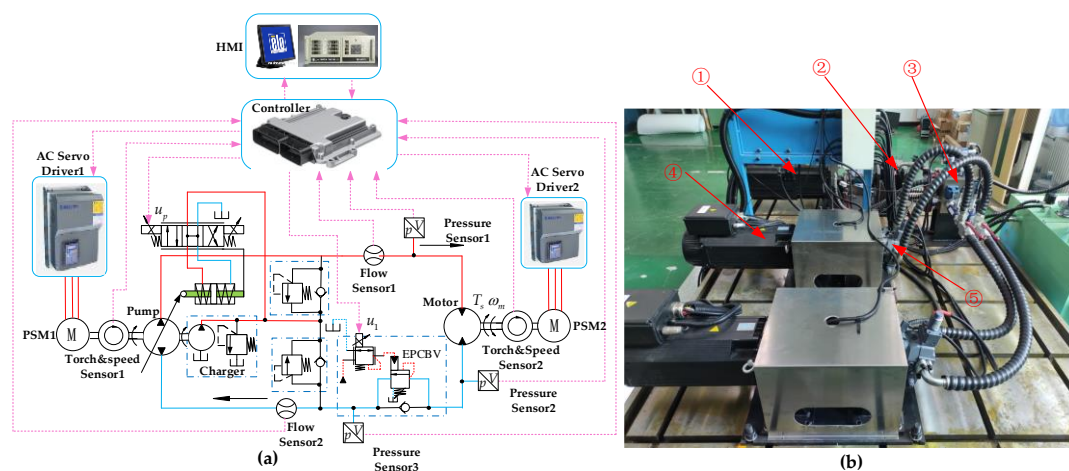 HMI
Controller
AC Servo
Driver1
AC Servo
Driver2
u_p
p V
Pressure
Sensor1
Flow
Sensor1
Pump
Motor
T_s ω_m
M
PSM1
Torch&speed
Sensor1
Charger
u_1
EPCBV
M
PSM2
Torch&Speed
Sensor2
p V
Pressure
Sensor2
Flow
Sensor2
p V
Pressure
Sensor3
(a)
①
②
③
④
⑤
(b)